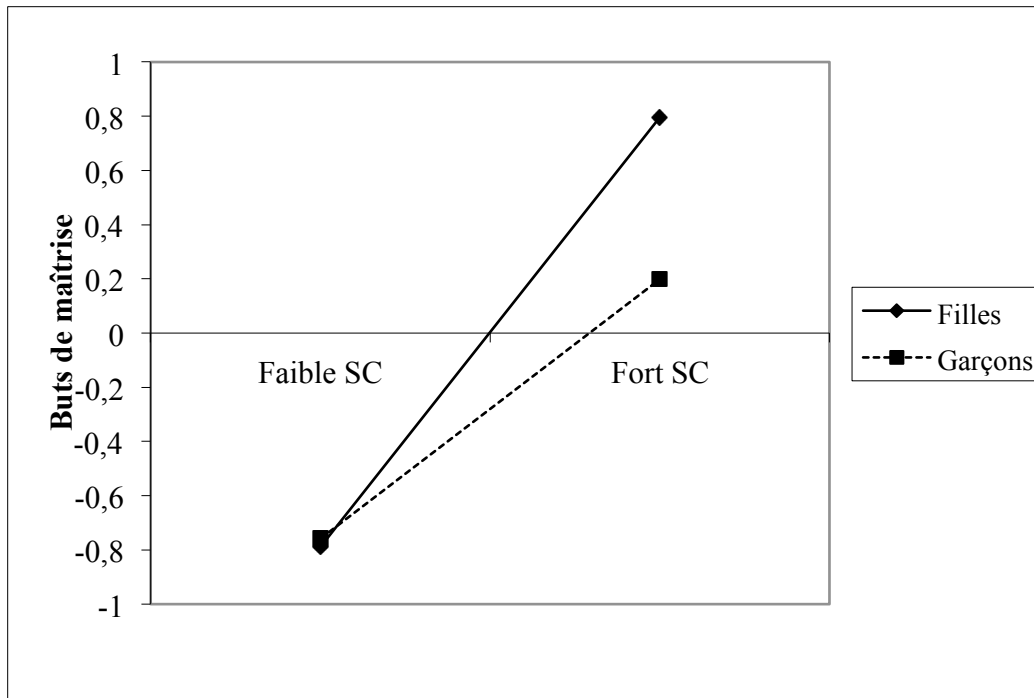 Buts de maîtrise
1
0,8
0,6
0,4
0,2
0
-0,2
-0,4
-0,6
-0,8
-1
Faible SC
Fort SC
Filles
Garçons